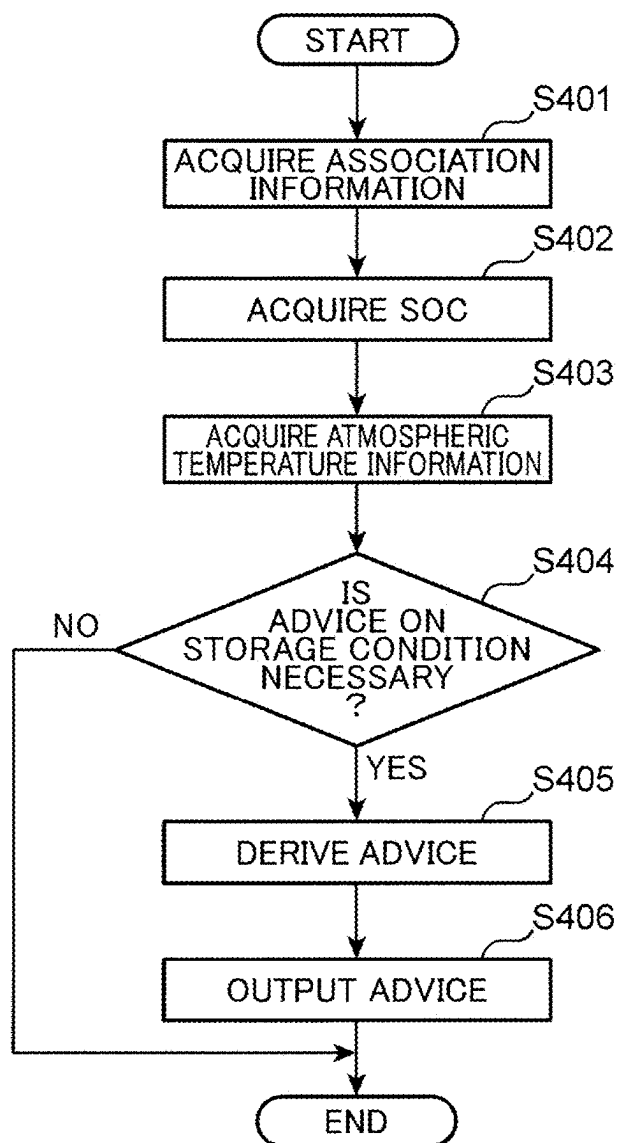 START
S401
ACQUIRE ASSOCIATION
INFORMATION
S402
ACQUIRE SOC
S403
ACQUIRE ATMOSPHERIC
TEMPERATURE INFORMATION
S404
IS
ADVICE ON
STORAGE CONDITION
NECESSARY
?
NO
YES
S405
DERIVE ADVICE
S406
OUTPUT ADVICE
END